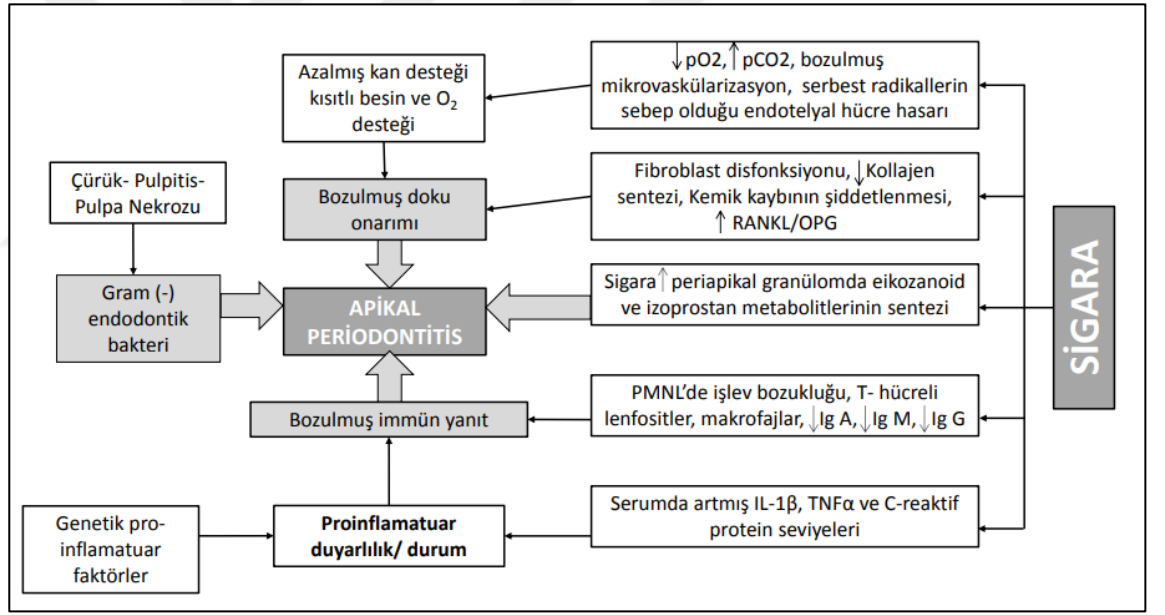 Azalmış kan desteği
kısıtlı besin ve O₂
desteği
↓ pO2, ↑ pCO2, bozulmuş
mikrovaskülarizasyon, serbest radikallerin
sebep olduğu endotelyal hücre hasarı
Çürük- Pulpitis-
Pulpa Nekrozu
Bozulmuş doku
onarımı
Fibroblast disfonksiyonu, ↓Kollajen
sentezi, Kemik kaybının şiddetlenmesi,
↑ RANKL/OPG
Gram (-)
endodontik
bakteri
APİKAL
PERİODONTİTİS
Sigara↑ periapikal granülomda eikozanoid
ve izoprostan metabolitlerinin sentezi
SİGARA
Bozulmuş immün yanıt
PMNL’de işlev bozukluğu, T- hücreli
lenfositler, makrofajlar, ↓Ig A, ↓Ig M, ↓Ig G
Genetik pro-
inflamatuar
faktörler
Proinflamatuar
duyarlılık/ durum
Serumda artmış IL-1β, TNFα ve C-reaktif
protein seviyeleri